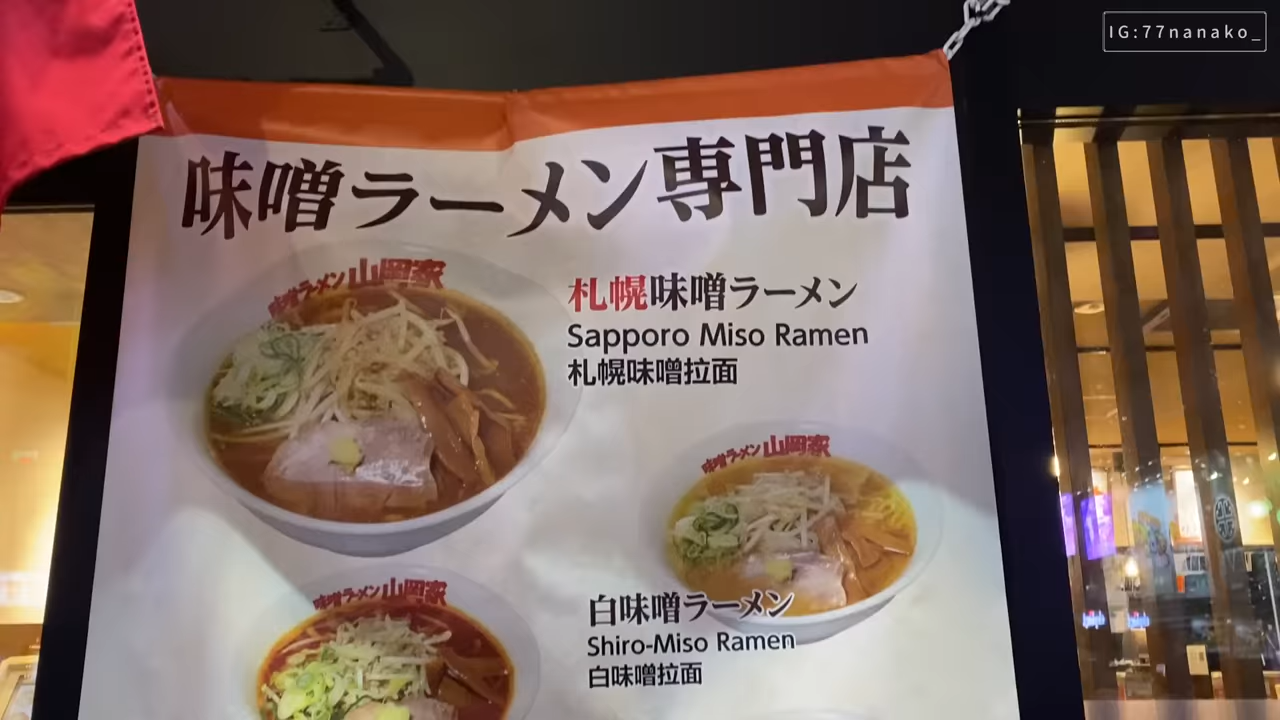 IG:77nanako_
味噌ラーメン専門店
味噌ラーメン 山岡家
札幌味噌ラーメン
Sapporo Miso Ramen
札幌味噌拉面
味噌ラーメン 山岡家
白味噌ラーメン
Shiro-Miso Ramen
白味噌拉面
味噌ラーメン 山岡家